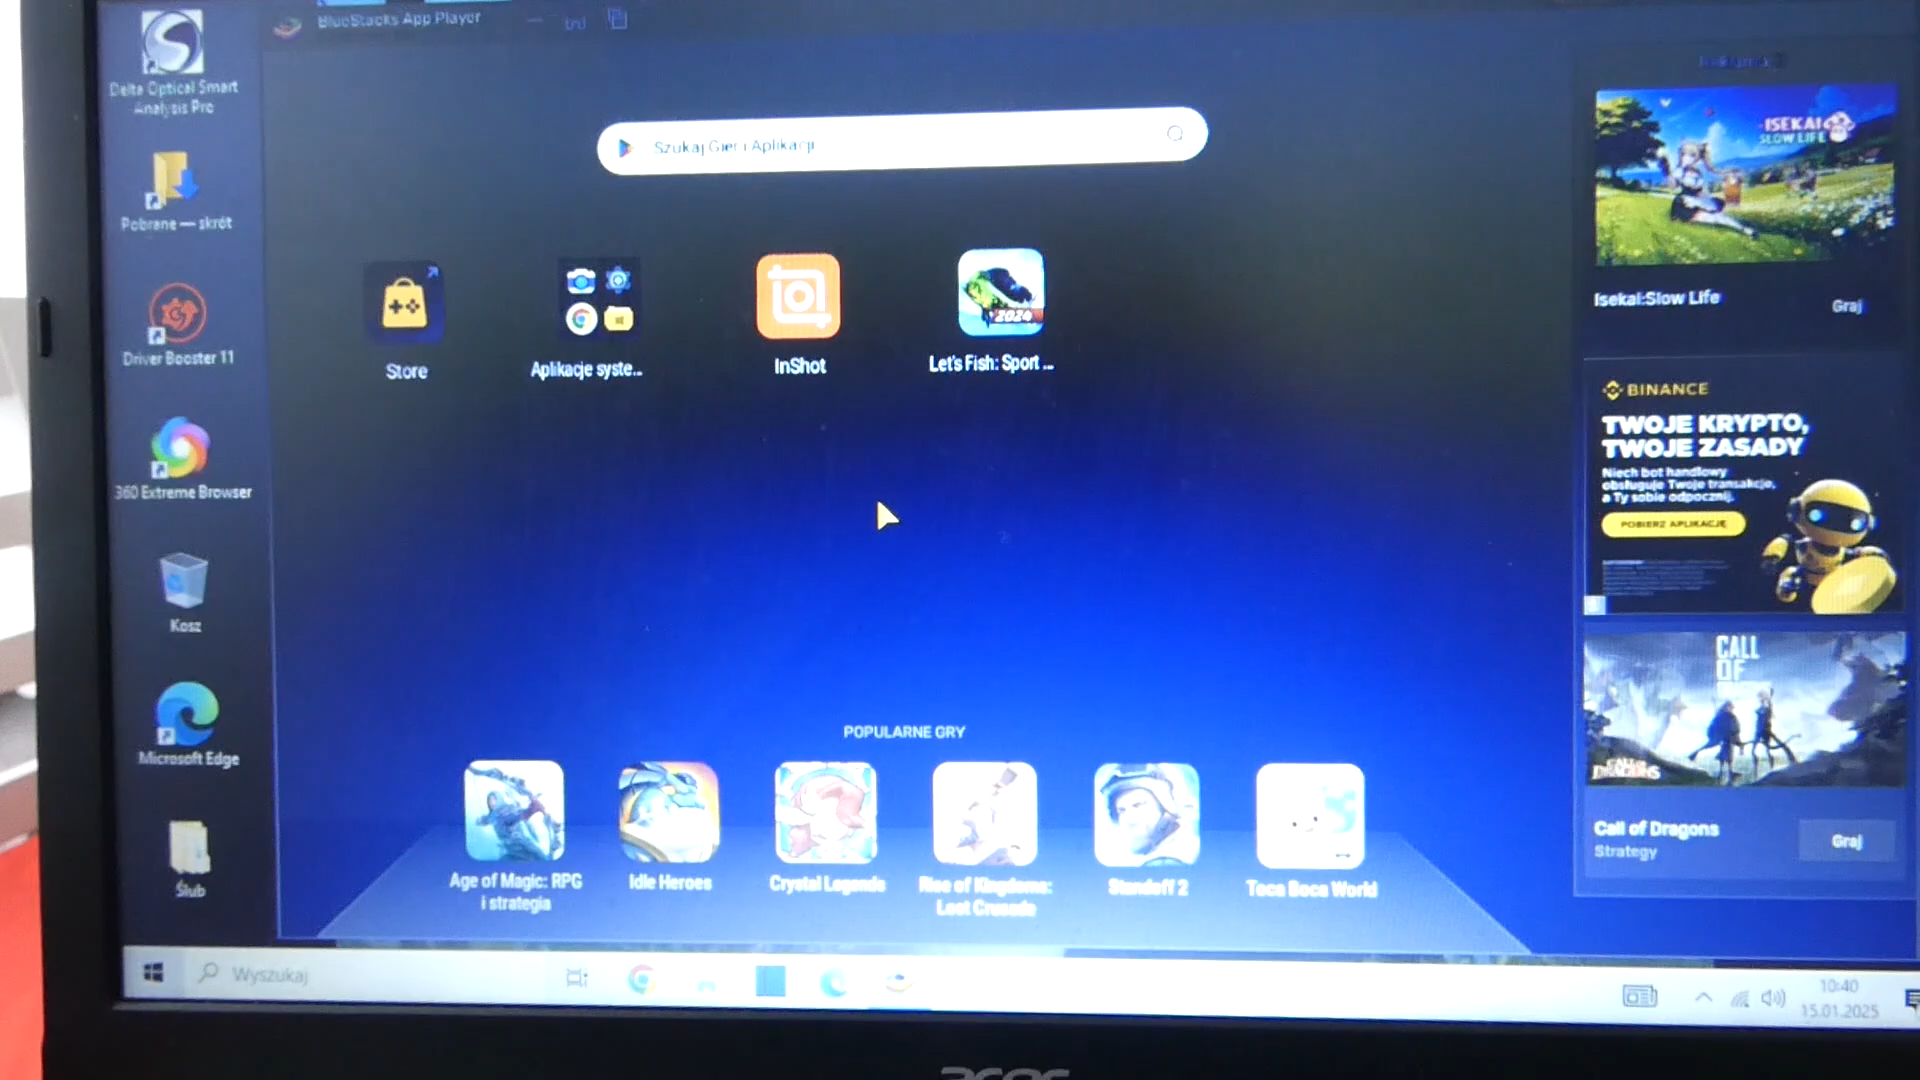 BlueStacks App Player
Delta Optical Smart
Analysis Pro
Pobrane — skrót
Driver Booster 11
360 Extreme Browser
Kosz
Microsoft Edge
Ślub
Szukaj Gier i Aplikacji
Store
Aplikacje syste...
InShot
2024
Let's Fish: Sport ...
POPULARNE GRY
Age of Magic: RPG
i strategia
Idle Heroes
Crystal Legends
Rise of Kingdoms:
Lost Crusade
Standoff 2
Toca Boca World
ISEKAI
SLOW LIFE
Isekai:Slow Life
Graj
BINANCE
TWOJE KRYPTO,
TWOJE ZASADY
Niech bot handlowy
obsługuje Twoje transakcje,
a Ty sobie odpocznij.
POBIERZ APLIKACJĘ
CALL
OF
CALL OF
DRAGONS
Call of Dragons
Strategy
Graj
Wyszukaj
10:40
15.01.2025
acer